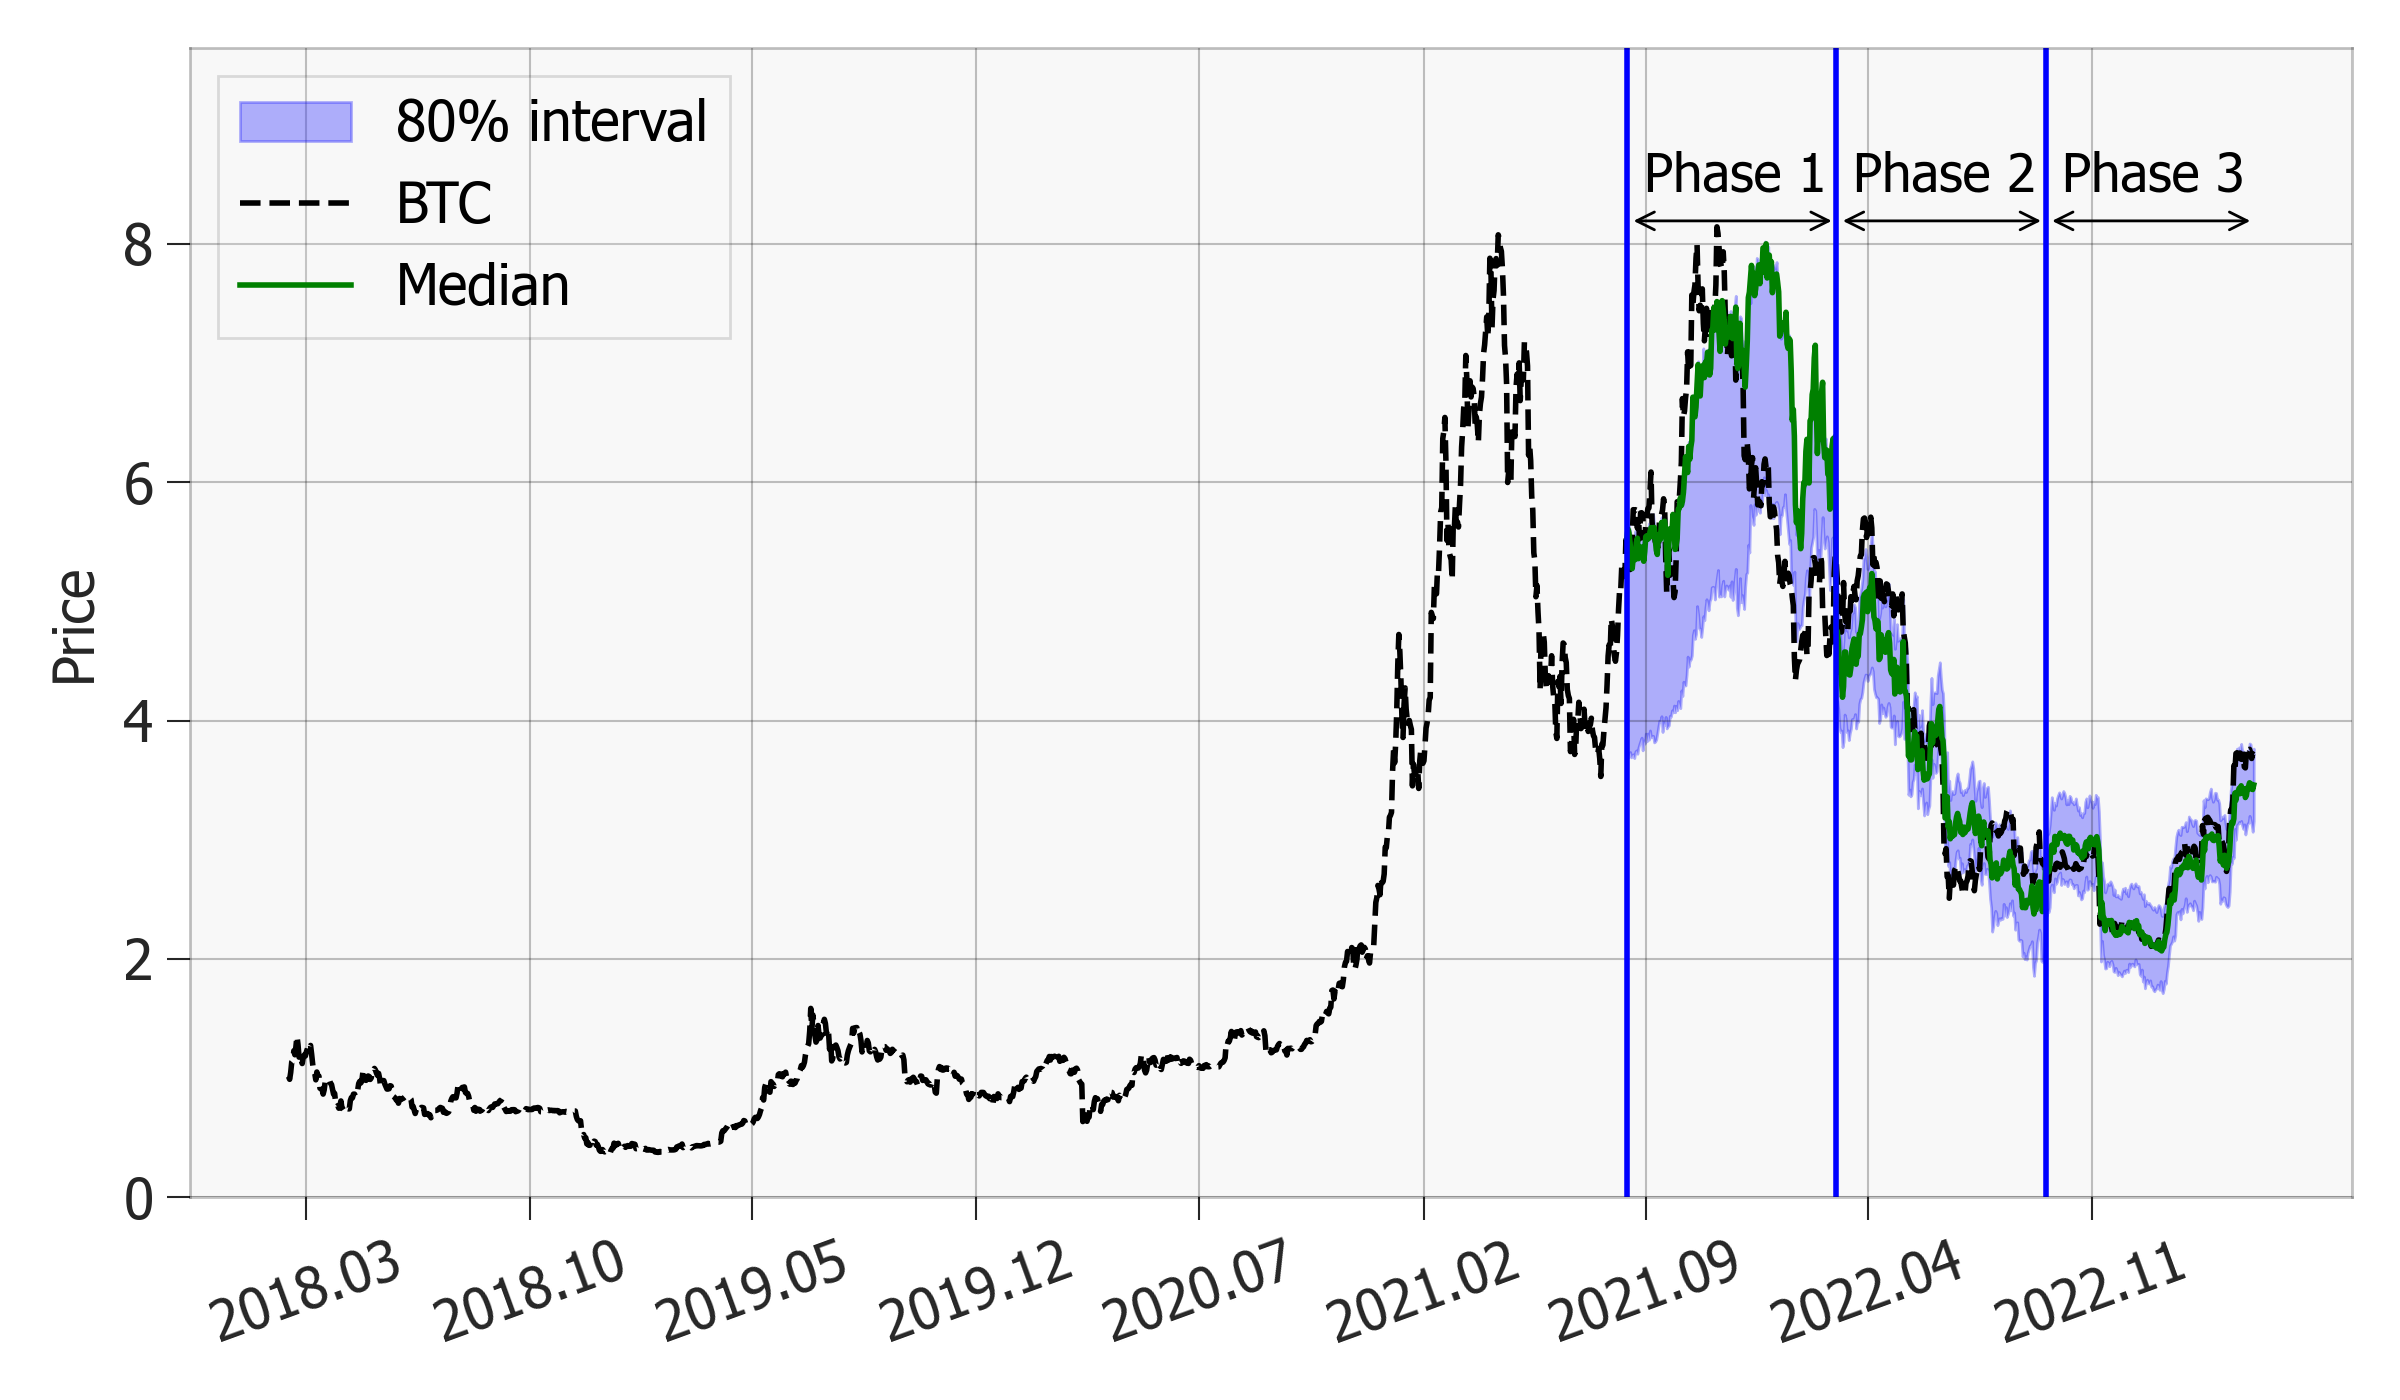 80% interval
BTC
Median
Phase 1
Phase 2
Phase 3
Price
8
6
4
2
0
2018.03
2018.10
2019.05
2019.12
2020.07
2021.02
2021.09
2022.04
2022.11